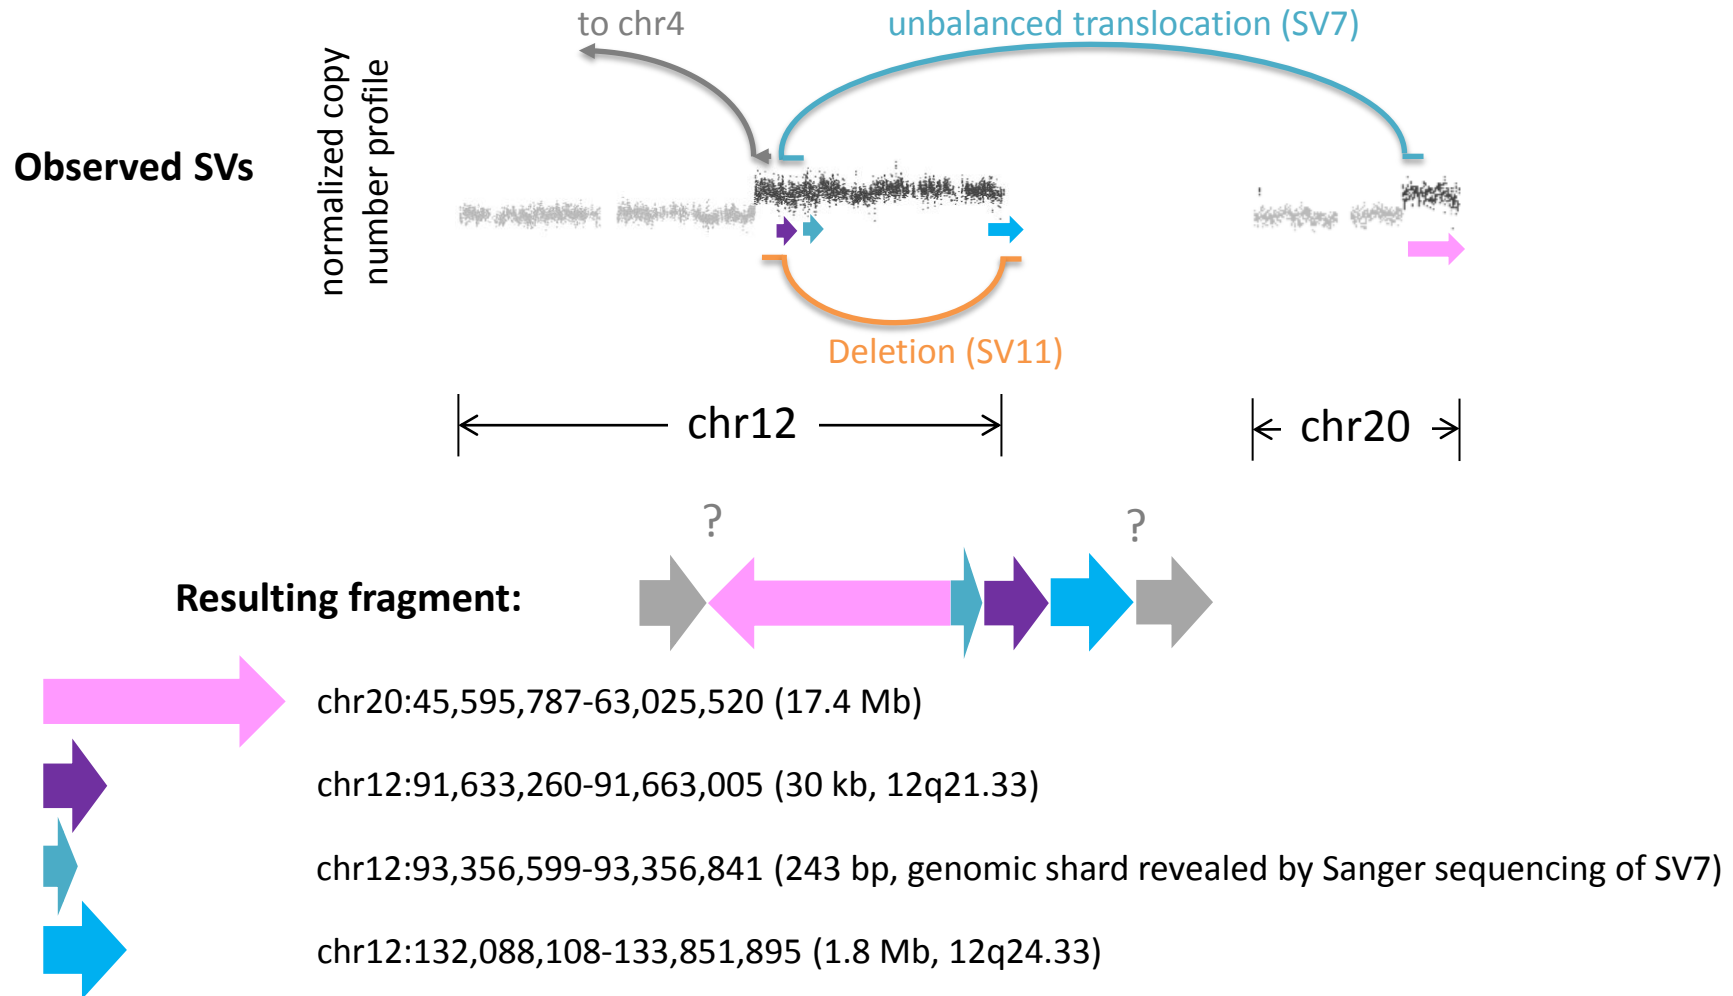 to chr4
unbalanced translocation (SV7)
normalized copy
number profile
Observed SVs
Deletion (SV11)
chr12
chr20
?
?
Resulting fragment:
chr20:45,595,787-63,025,520 (17.4 Mb)
chr12:91,633,260-91,663,005 (30 kb, 12q21.33)
chr12:93,356,599-93,356,841 (243 bp, genomic shard revealed by Sanger sequencing of SV7)
chr12:132,088,108-133,851,895 (1.8 Mb, 12q24.33)